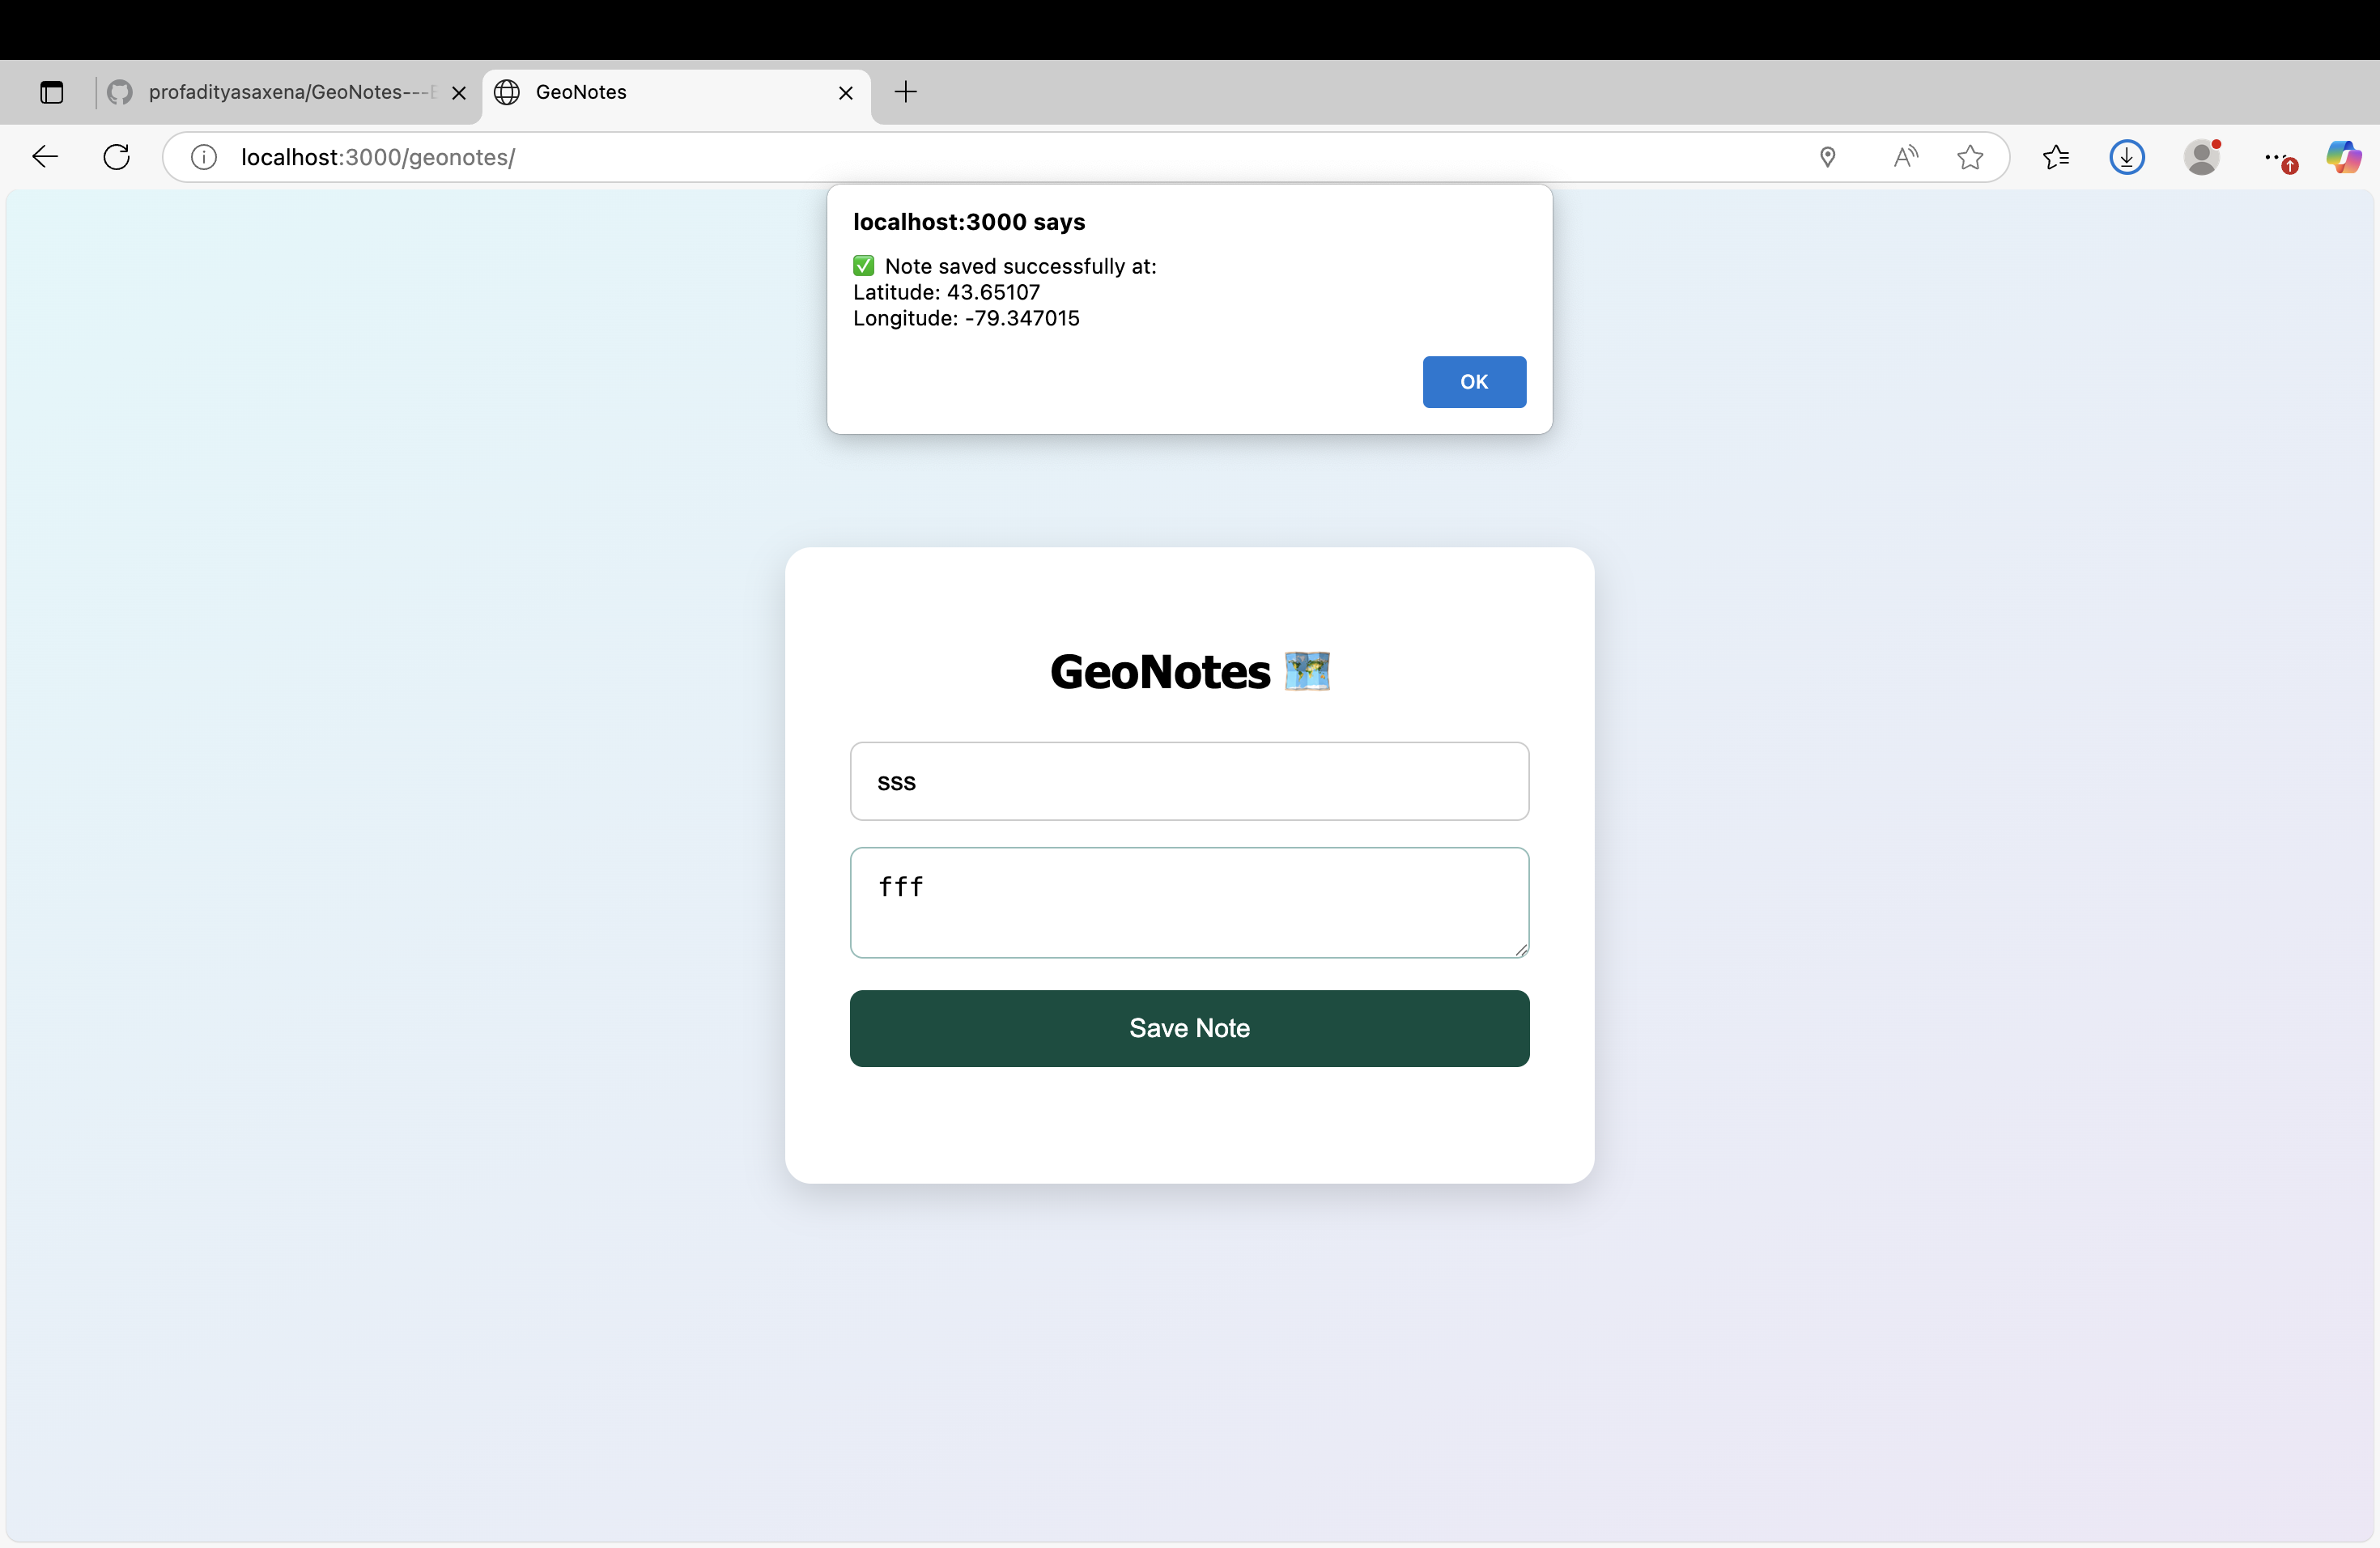 profadityasaxena/GeoNotes---
GeoNotes
localhost:3000/geonotes/
localhost:3000 says
✅ Note saved successfully at:
Latitude: 43.65107
Longitude: -79.347015
OK
GeoNotes 🗺️
sss
fff
Save Note